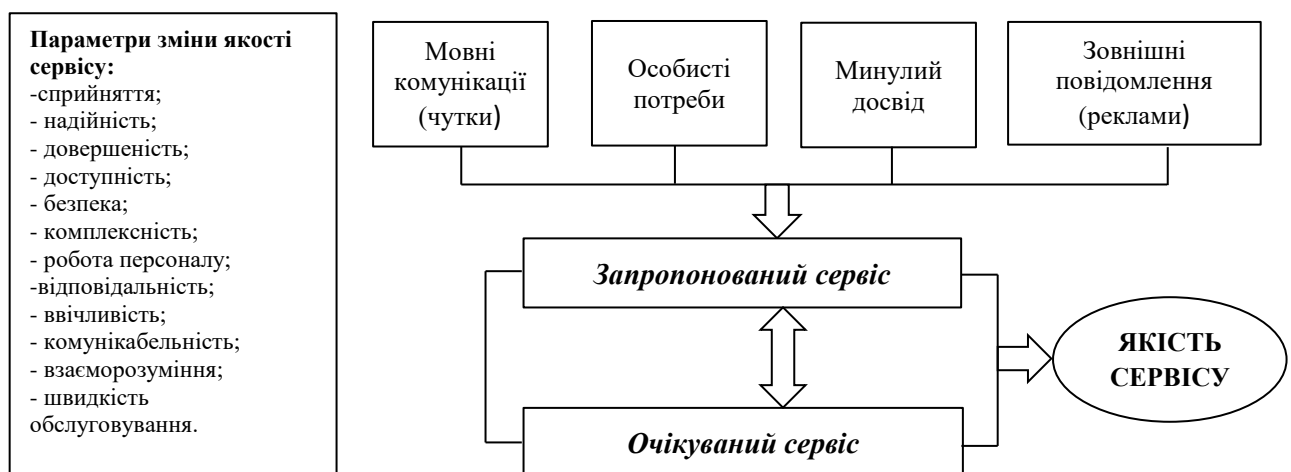 Параметри зміни якості
сервісу:
-сприйняття;
- надійність;
- довершеність;
- доступність;
- безпека;
- комплексність;
- робота персоналу;
-відповідальність;
- ввічливість;
- комунікабельність;
- взаєморозуміння;
- швидкість
обслуговування.
Мовні
комунікації
(чутки)
Особисті
потреби
Минулий
досвід
Зовнішні
повідомлення
(реклами)
Запропонований сервіс
Очікуваний сервіс
ЯКІСТЬ
СЕРВІСУ